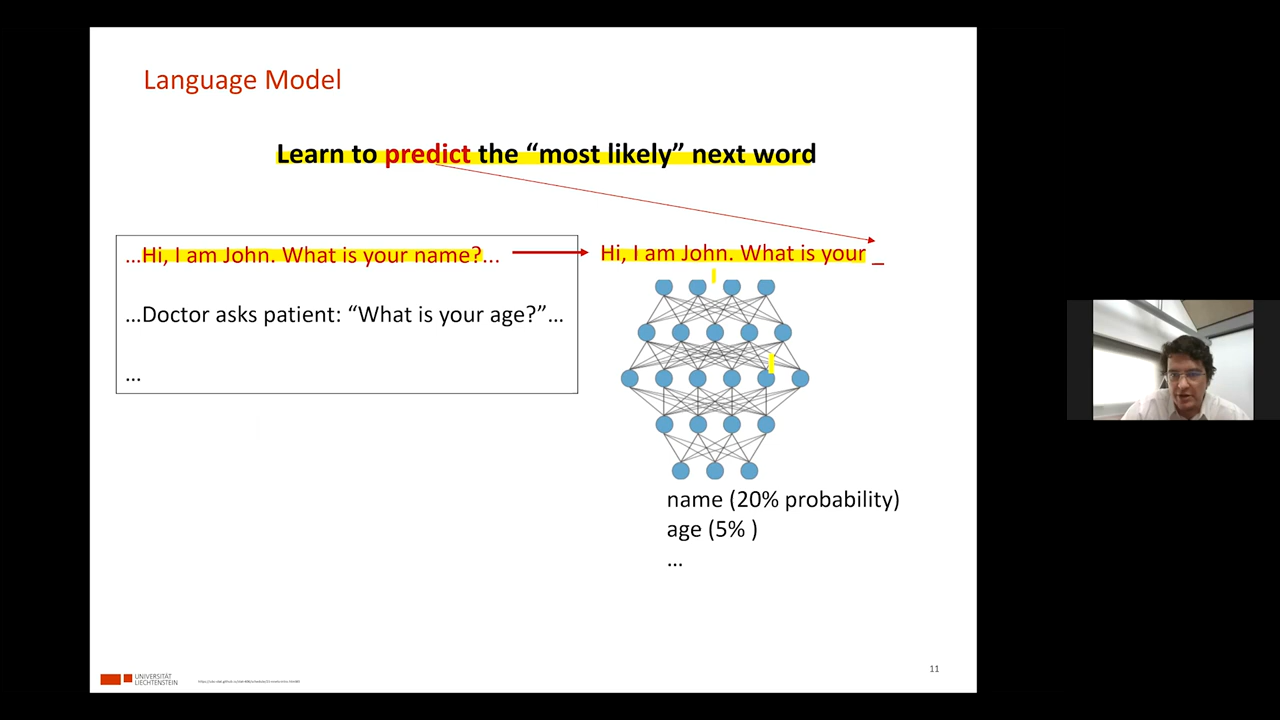 Language Model
Learn to predict the “most likely” next word
...Hi, I am John. What is your name?...
Hi, I am John. What is your _
...Doctor asks patient: “What is your age?”...
...
name (20% probability)
age (5% )
...
11
UNIVERSITÄT
LIECHTENSTEIN